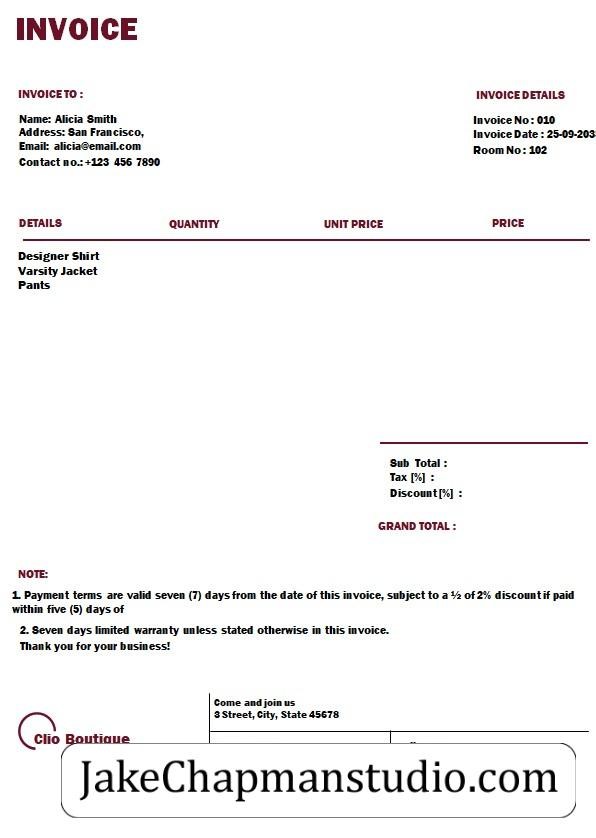 INVOICE
INVOICE TO :
INVOICE DETAILS
Name: Alicia Smith
Address: San Francisco,
Email: alicia@email.com
Contact no.: +123 456 7890
Invoice No : 010
Invoice Date : 25-09-203
Room No : 102
DETAILS QUANTITY UNIT PRICE PRICE
Designer Shirt
Varsity Jacket
Pants
Sub Total :
Tax [%] :
Discount [%] :
GRAND TOTAL :
NOTE:
1. Payment terms are valid seven (7) days from the date of this invoice, subject to a ½ of 2% discount if paid
within five (5) days of
2. Seven days limited warranty unless stated otherwise in this invoice.
Thank you for your business!
Come and join us
8 Street, City, State 45678
Clio Boutique
JakeChapmanstudio.com